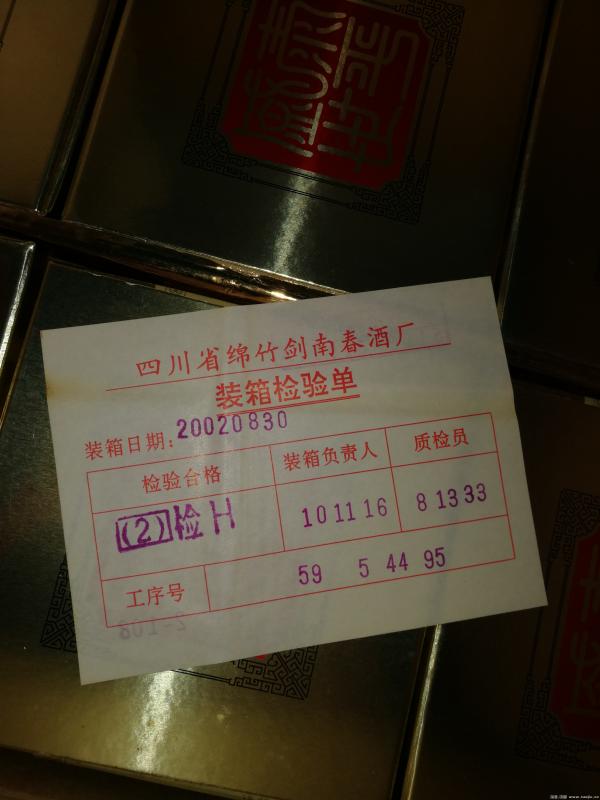 盛世
四川省绵竹剑南春酒厂
装箱检验单
装箱日期：20020830
检验合格 装箱负责人 质检员
(2)检H 10 11 16 8 13 33
工序号 59 5 44 95